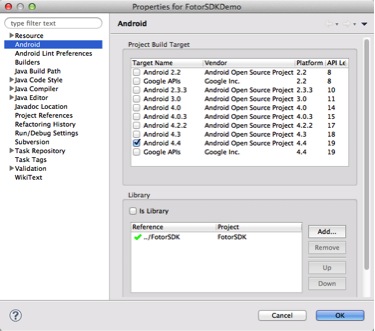 Properties for FotorSDKDemo
type filter text
Android
Resource
Android
Android Lint Preferences
Builders
Java Build Path
Java Code Style
Java Compiler
Java Editor
Javadoc Location
Project References
Refactoring History
Run/Debug Settings
Subversion
Task Repository
Task Tags
Validation
WikiText
Project Build Target
Target Name Vendor Platform API Le
Android 2.2 Android Open Source Project 2.2 8
Google APIs Google Inc. 2.2 8
Android 2.3.3 Android Open Source Project 2.3.3 10
Android 3.0 Android Open Source Project 3.0 11
Android 4.0 Android Open Source Project 4.0 14
Android 4.0.3 Android Open Source Project 4.0.3 15
Android 4.2.2 Android Open Source Project 4.2.2 17
Android 4.3 Android Open Source Project 4.3 18
Android 4.4 Android Open Source Project 4.4 19
Google APIs Google Inc. 4.4 19
Library
Is Library
Reference Project
../FotorSDK FotorSDK
Add...
Remove
Up
Down
?
Cancel
OK